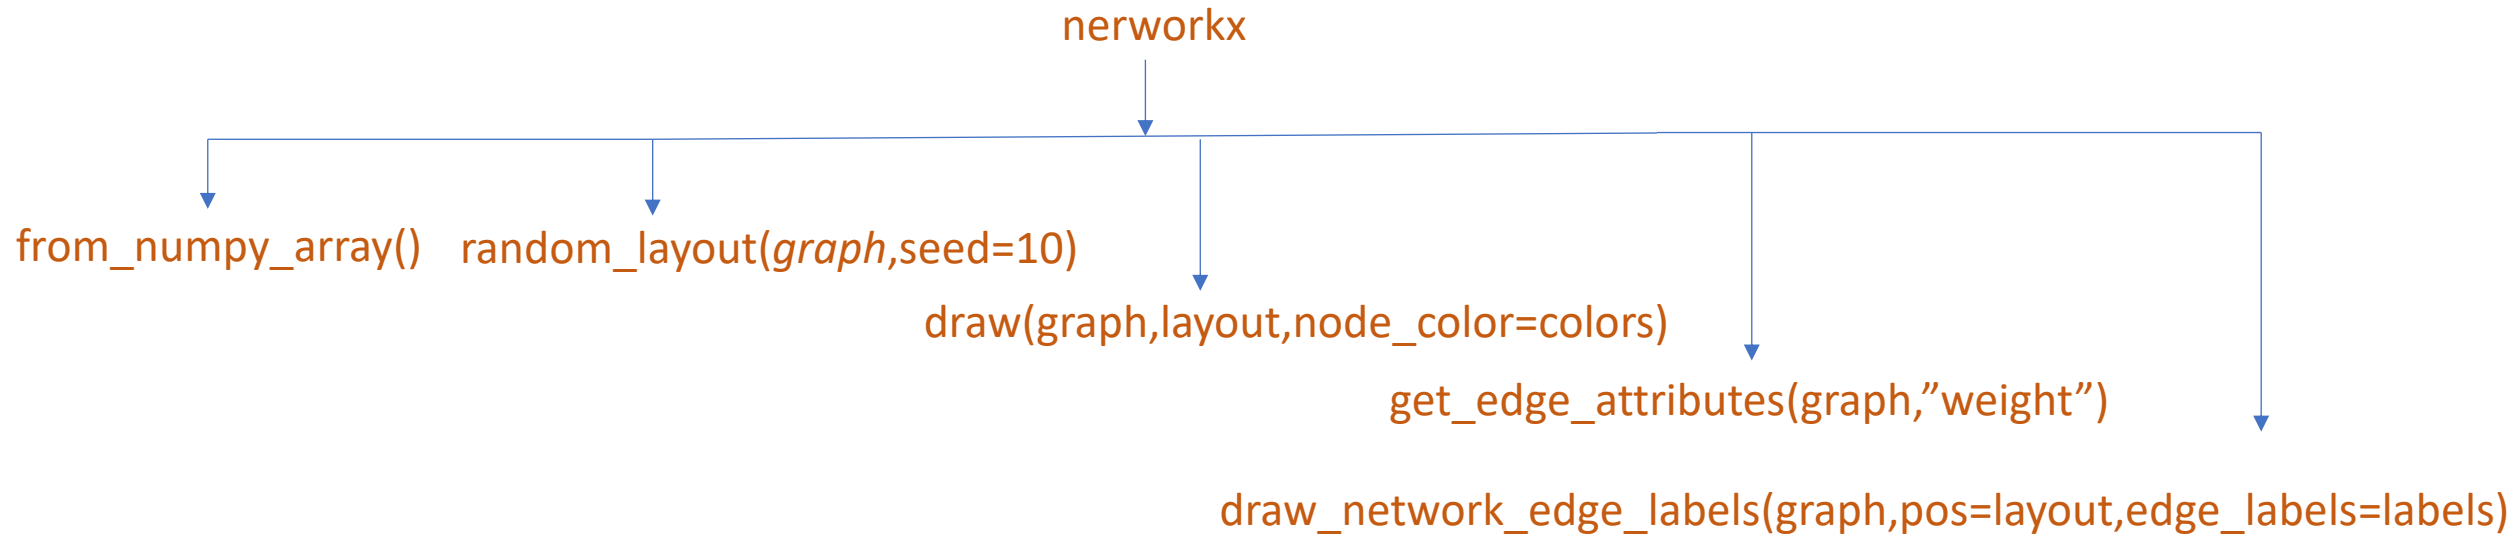 nerworkx
from_numpy_array()
random_layout(graph,seed=10)
draw(graph,layout,node_color=colors)
get_edge_attributes(graph,”weight”)
draw_network_edge_labels(graph,pos=layout,edge_labels=labels)